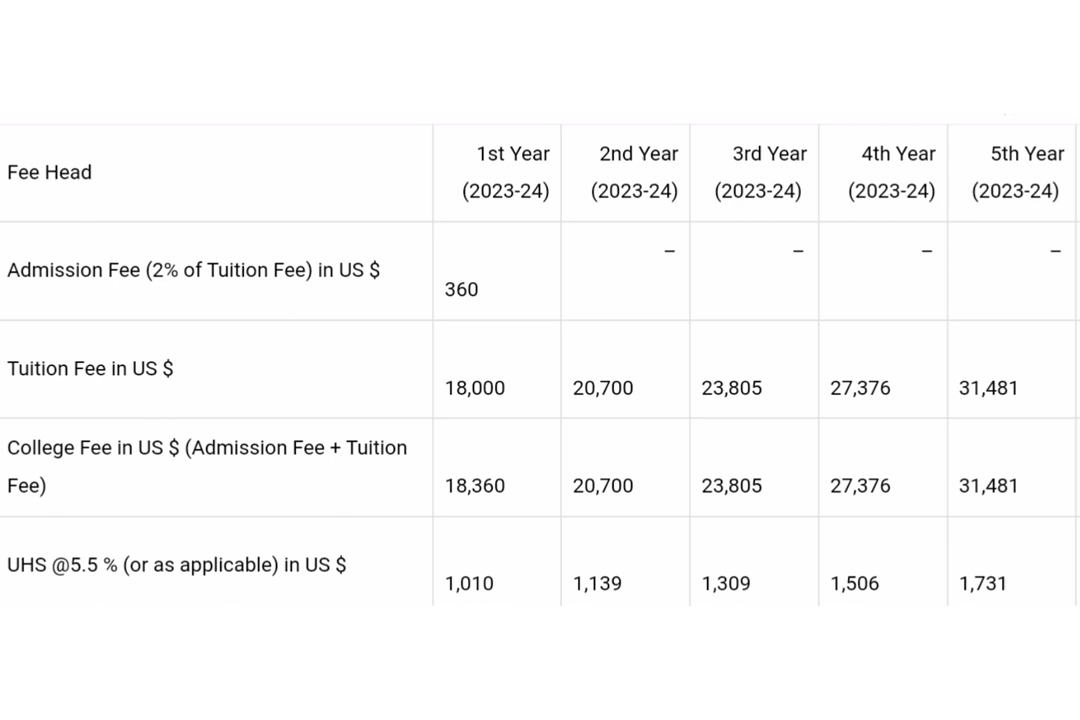 Fee Head 1st Year (2023-24) 2nd Year (2023-24) 3rd Year (2023-24) 4th Year (2023-24) 5th Year (2023-24)
Admission Fee (2% of Tuition Fee) in US $ 360 – – – –
Tuition Fee in US $ 18,000 20,700 23,805 27,376 31,481
College Fee in US $ (Admission Fee + Tuition
Fee) 18,360 20,700 23,805 27,376 31,481
UHS @5.5 % (or as applicable) in US $ 1,010 1,139 1,309 1,506 1,731